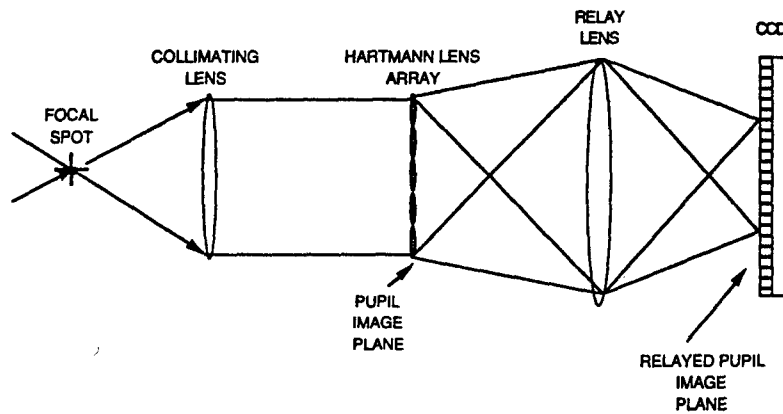 COLLIMATING
LENS
HARTMANN LENS
ARRAY
RELAY
LENS
CCD
FOCAL
SPOT
PUPIL
IMAGE
PLANE
RELAYED PUPIL
IMAGE
PLANE